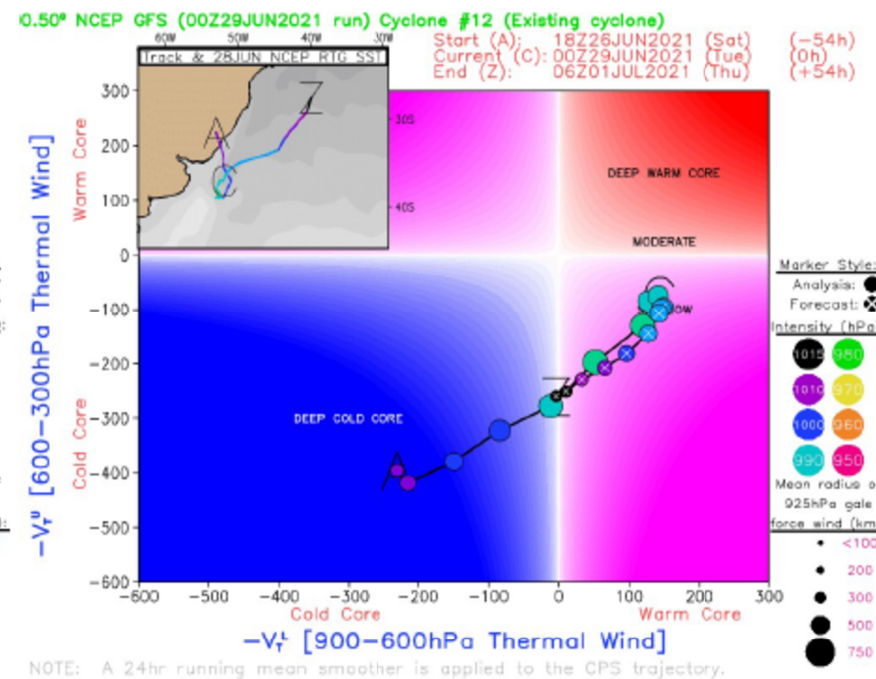 0.50° NCEP GFS (00Z29JUN2021 run) Cyclone #12 (Existing cyclone)
Start (A): 18Z26JUN2021 (Sat) (-54h)
Current (C): 00Z29JUN2021 (Tue) (0h)
End (Z): 06Z01JUL2021 (Thu) (+54h)
60W 50W 40W 30W
Track & 28JUN NCEP RTG SST
30S
40S
A
Z
C
-V_T^U [600-300hPa Thermal Wind]
Warm Core
Cold Core
300
200
100
0
-100
-200
-300
-400
-500
-600
DEEP WARM CORE
MODERATE
DEEP COLD CORE
A
Z
C
-600 -500 -400 -300 -200 -100 0 100 200 300
Cold Core Warm Core
-V_T^L [900-600hPa Thermal Wind]
NOTE: A 24hr running mean smoother is applied to the CPS trajectory.
Marker Style:
Analysis:
Forecast:
Intensity (hPa
1015 980
1010 970
1000 960
990 950
Mean radius o
925hPa gale
force wind (km
<100
200
300
500
750